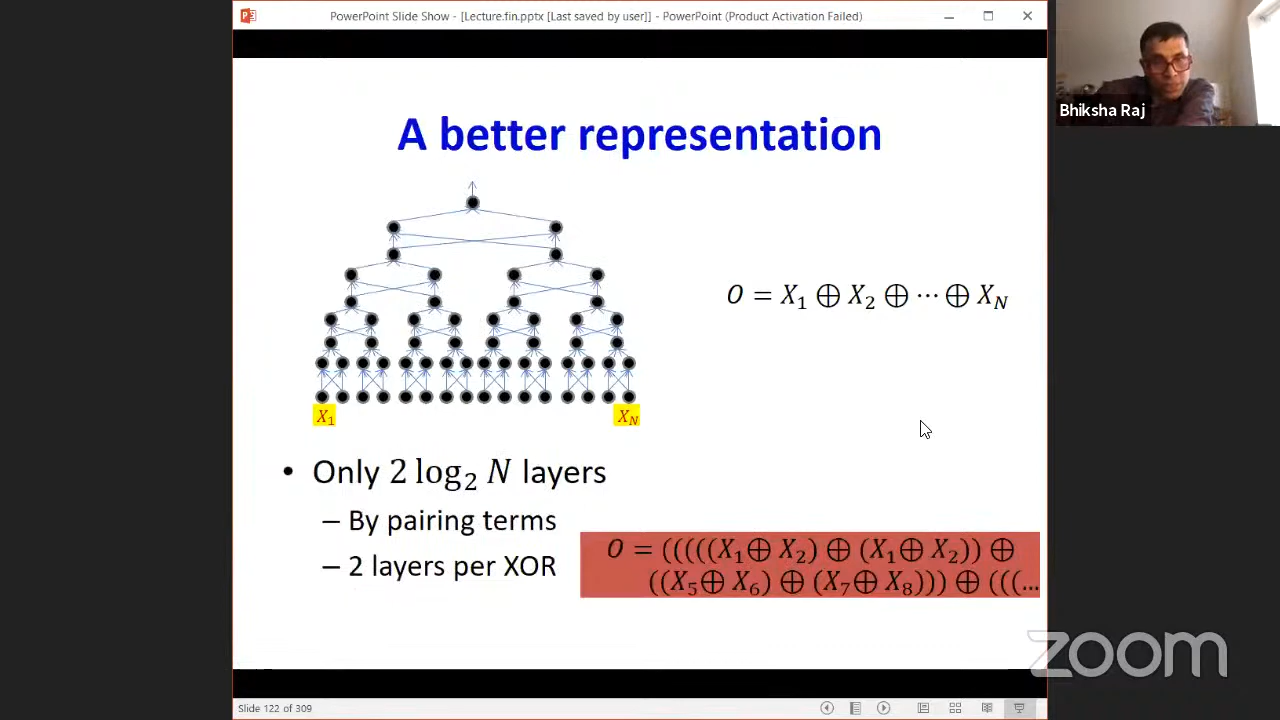 PowerPoint Slide Show - [Lecture.fin.pptx [Last saved by user]] - PowerPoint (Product Activation Failed)
Bhiksha Raj
A better representation
O = X₁ ⊕ X₂ ⊕ ⋯ ⊕ X_N
X₁
X_N
• Only 2 log₂ N layers
– By pairing terms
– 2 layers per XOR
O = (((((X₁⊕ X₂) ⊕ (X₁⊕ X₂)) ⊕
((X₅⊕ X₆) ⊕ (X₇⊕ X₈))) ⊕ (((...
zoom
Slide 122 of 309